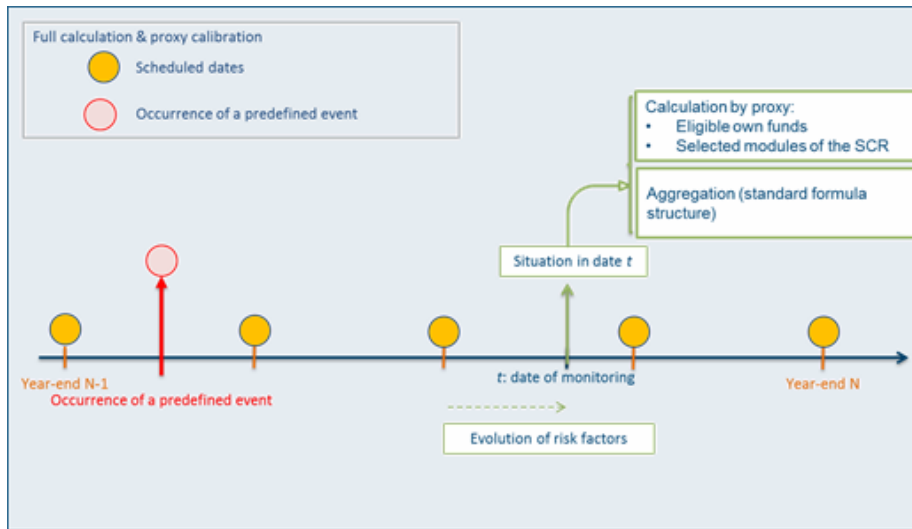 Full calculation & proxy calibration
Scheduled dates
Occurrence of a predefined event
Calculation by proxy:
• Eligible own funds
• Selected modules of the SCR
Aggregation (standard formula
structure)
Situation in date t
Year-end N-1
t: date of monitoring
Year-end N
Occurrence of a predefined event
Evolution of risk factors